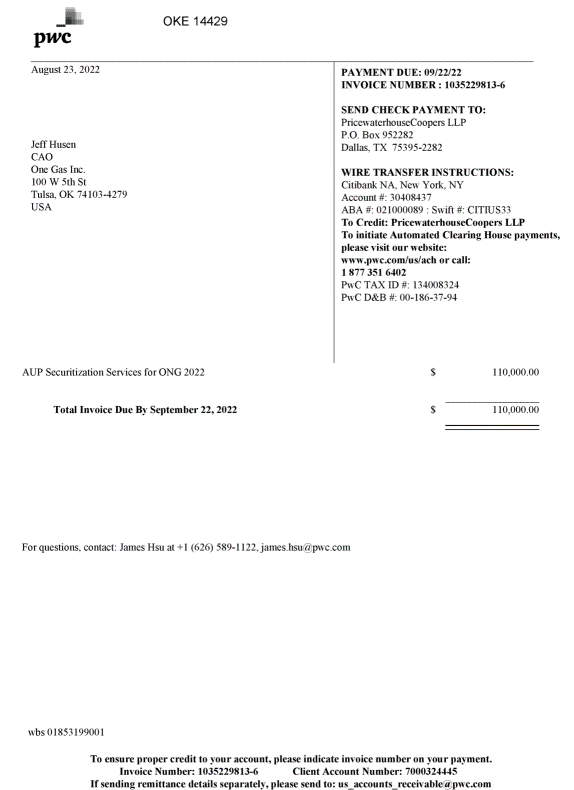 pwc
OKE 14429
August 23, 2022
Jeff Husen
CAO
One Gas Inc.
100 W 5th St
Tulsa, OK 74103-4279
USA
PAYMENT DUE: 09/22/22
INVOICE NUMBER : 1035229813-6
SEND CHECK PAYMENT TO:
PricewaterhouseCoopers LLP
P.O. Box 952282
Dallas, TX 75395-2282
WIRE TRANSFER INSTRUCTIONS:
Citibank NA, New York, NY
Account #: 30408437
ABA #: 021000089 : Swift #: CITIUS33
To Credit: PricewaterhouseCoopers LLP
To initiate Automated Clearing House payments,
please visit our website:
www.pwc.com/us/ach or call:
1 877 351 6402
PwC TAX ID #: 134008324
PwC D&B #: 00-186-37-94
AUP Securitization Services for ONG 2022 $ 110,000.00
Total Invoice Due By September 22, 2022 $ 110,000.00
For questions, contact: James Hsu at +1 (626) 589-1122, james.hsu@pwc.com
wbs 01853199001
To ensure proper credit to your account, please indicate invoice number on your payment.
Invoice Number: 1035229813-6 Client Account Number: 7000324445
If sending remittance details separately, please send to: us_accounts_receivable@pwc.com